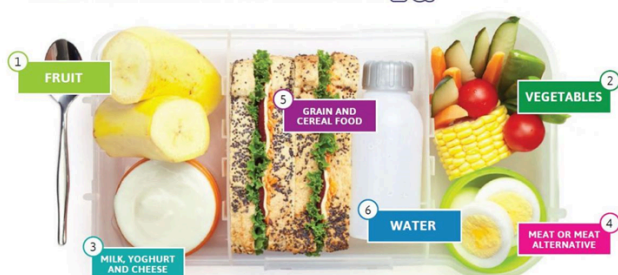 1
FRUIT
2
VEGETABLES
5
GRAIN AND
CEREAL FOOD
6
WATER
4
MEAT OR MEAT
ALTERNATIVE
3
MILK, YOGHURT
AND CHEESE